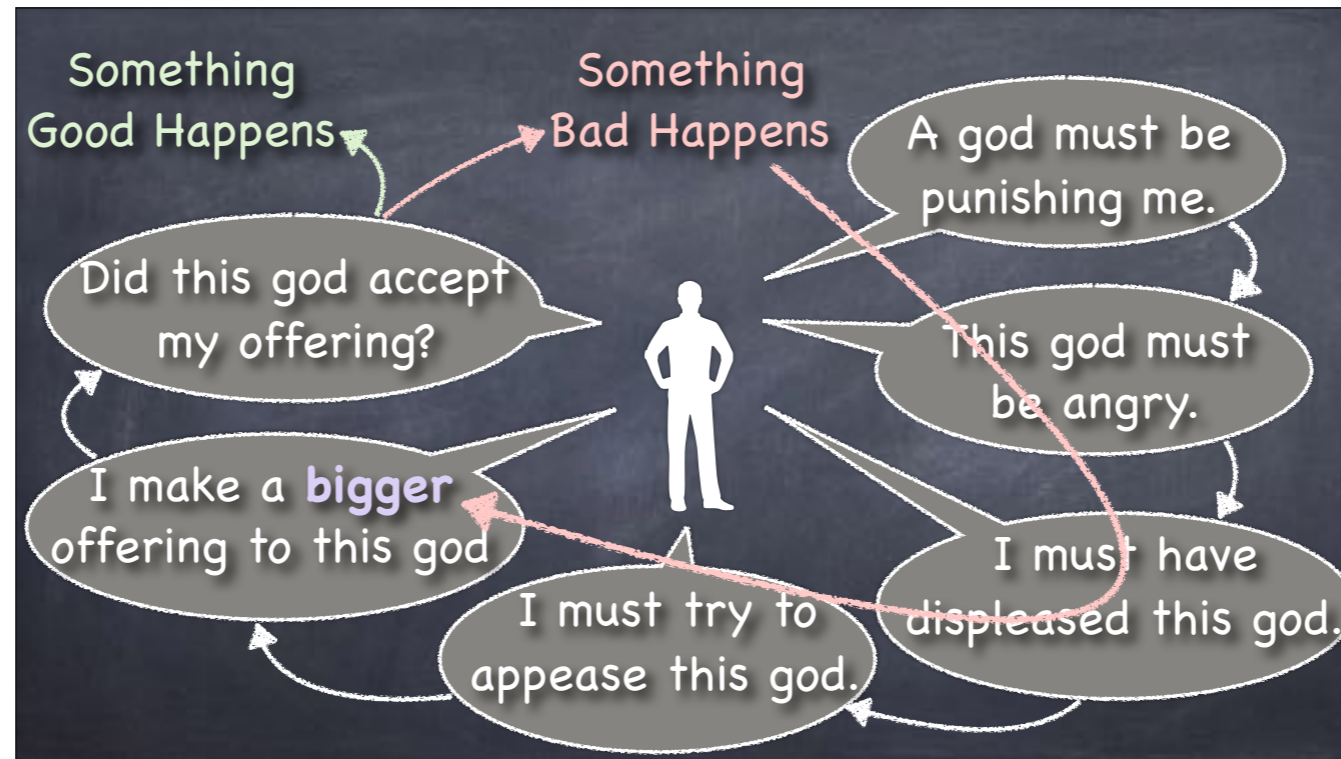 Something
Good Happens
Something
Bad Happens
A god must be
punishing me.
This god must
be angry.
I must have
displeased this god.
I must try to
appease this god.
I make a bigger
offering to this god
Did this god accept
my offering?